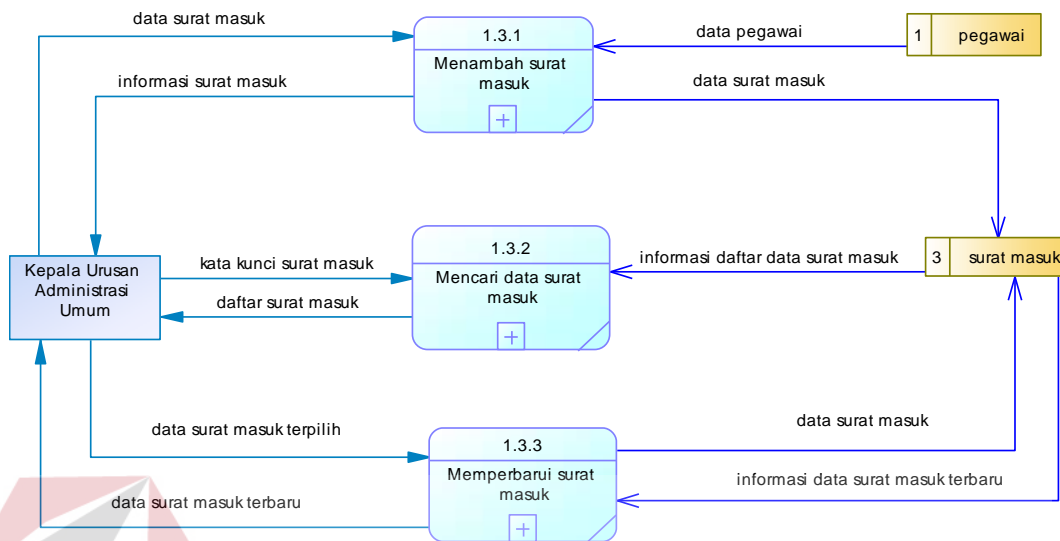 data surat masuk
1.3.1
Menambah surat
masuk
data pegawai
1
pegawai
informasi surat masuk
data surat masuk
Kepala Urusan
Administrasi
Umum
kata kunci surat masuk
daftar surat masuk
1.3.2
Mencari data surat
masuk
informasi daftar data surat masuk
3
surat masuk
data surat masuk terpilih
data surat masuk terbaru
1.3.3
Memperbarui surat
masuk
data surat masuk
informasi data surat masuk terbaru